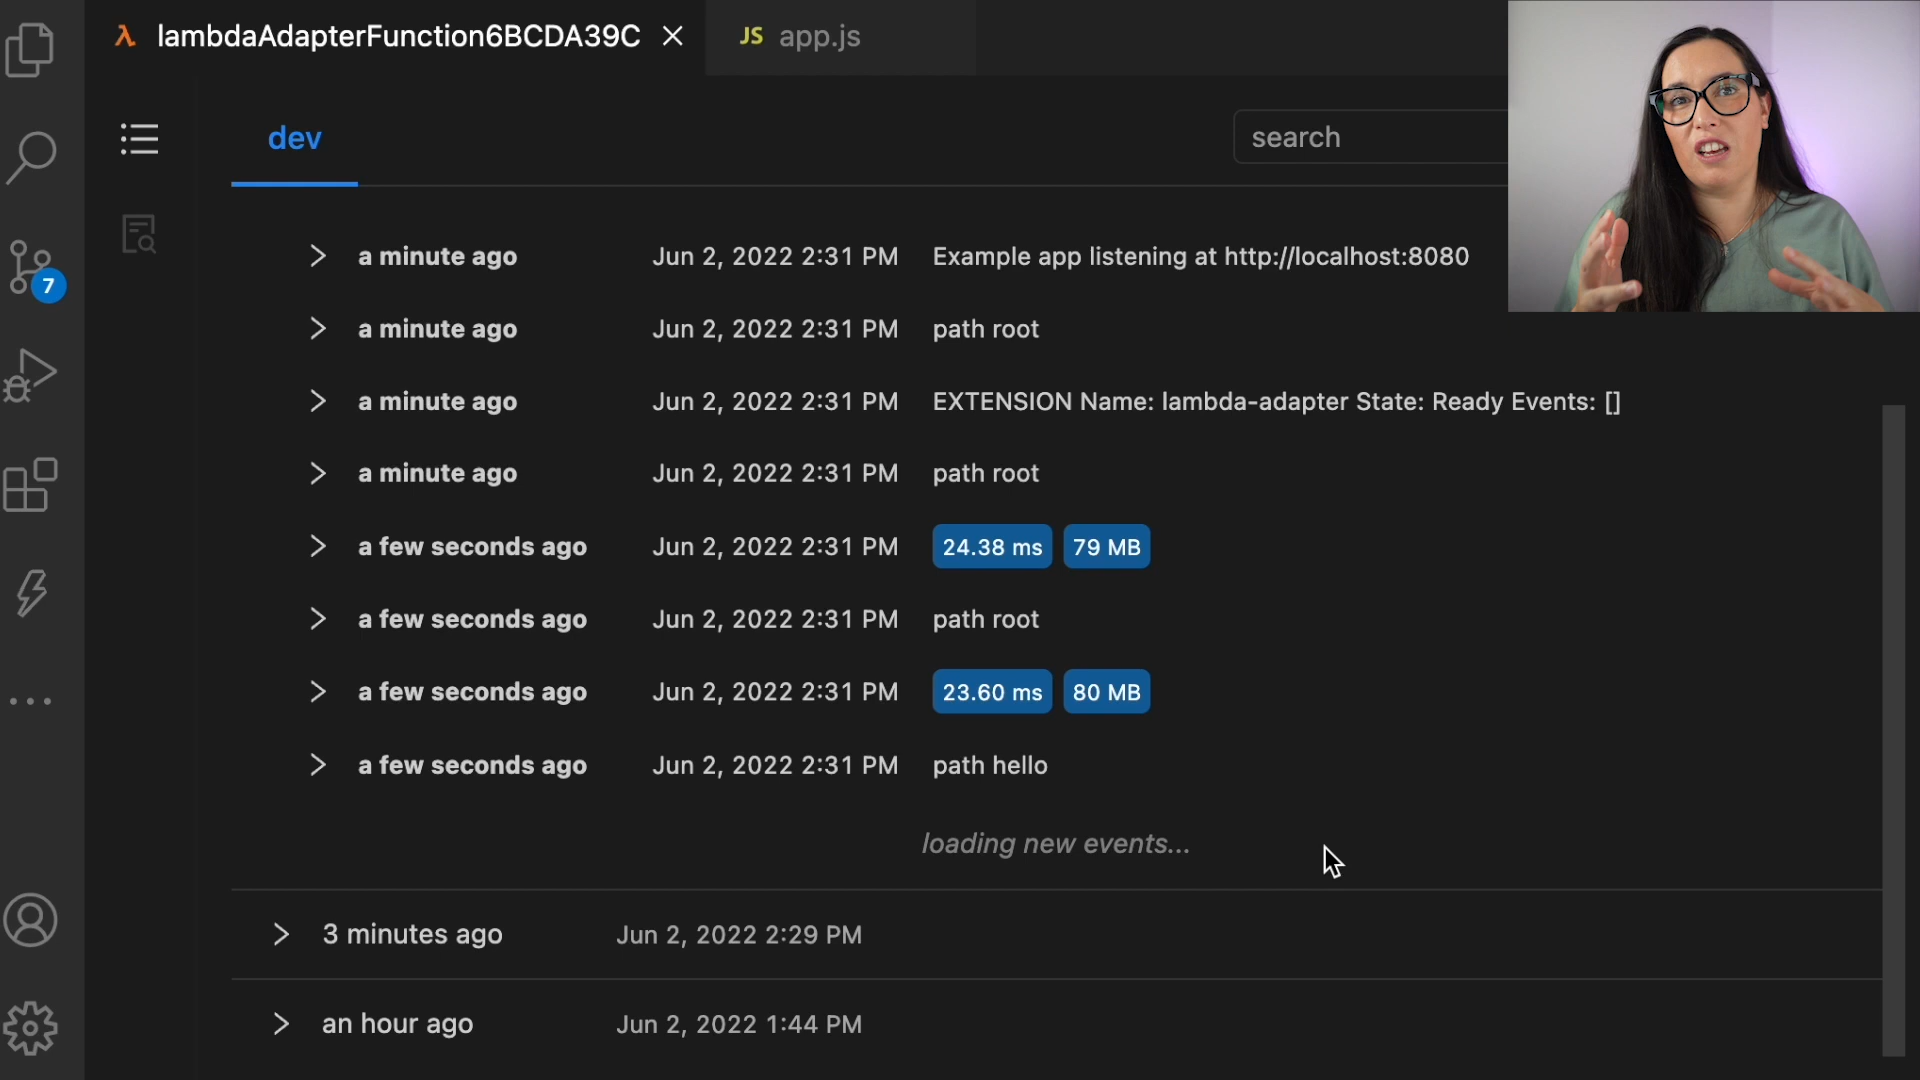 lambdaAdapterFunction6BCDA39C
JS app.js
dev
search
7
a minute ago Jun 2, 2022 2:31 PM Example app listening at http://localhost:8080
a minute ago Jun 2, 2022 2:31 PM path root
a minute ago Jun 2, 2022 2:31 PM EXTENSION Name: lambda-adapter State: Ready Events: []
a minute ago Jun 2, 2022 2:31 PM path root
a few seconds ago Jun 2, 2022 2:31 PM 24.38 ms 79 MB
a few seconds ago Jun 2, 2022 2:31 PM path root
a few seconds ago Jun 2, 2022 2:31 PM 23.60 ms 80 MB
a few seconds ago Jun 2, 2022 2:31 PM path hello
loading new events...
3 minutes ago Jun 2, 2022 2:29 PM
an hour ago Jun 2, 2022 1:44 PM